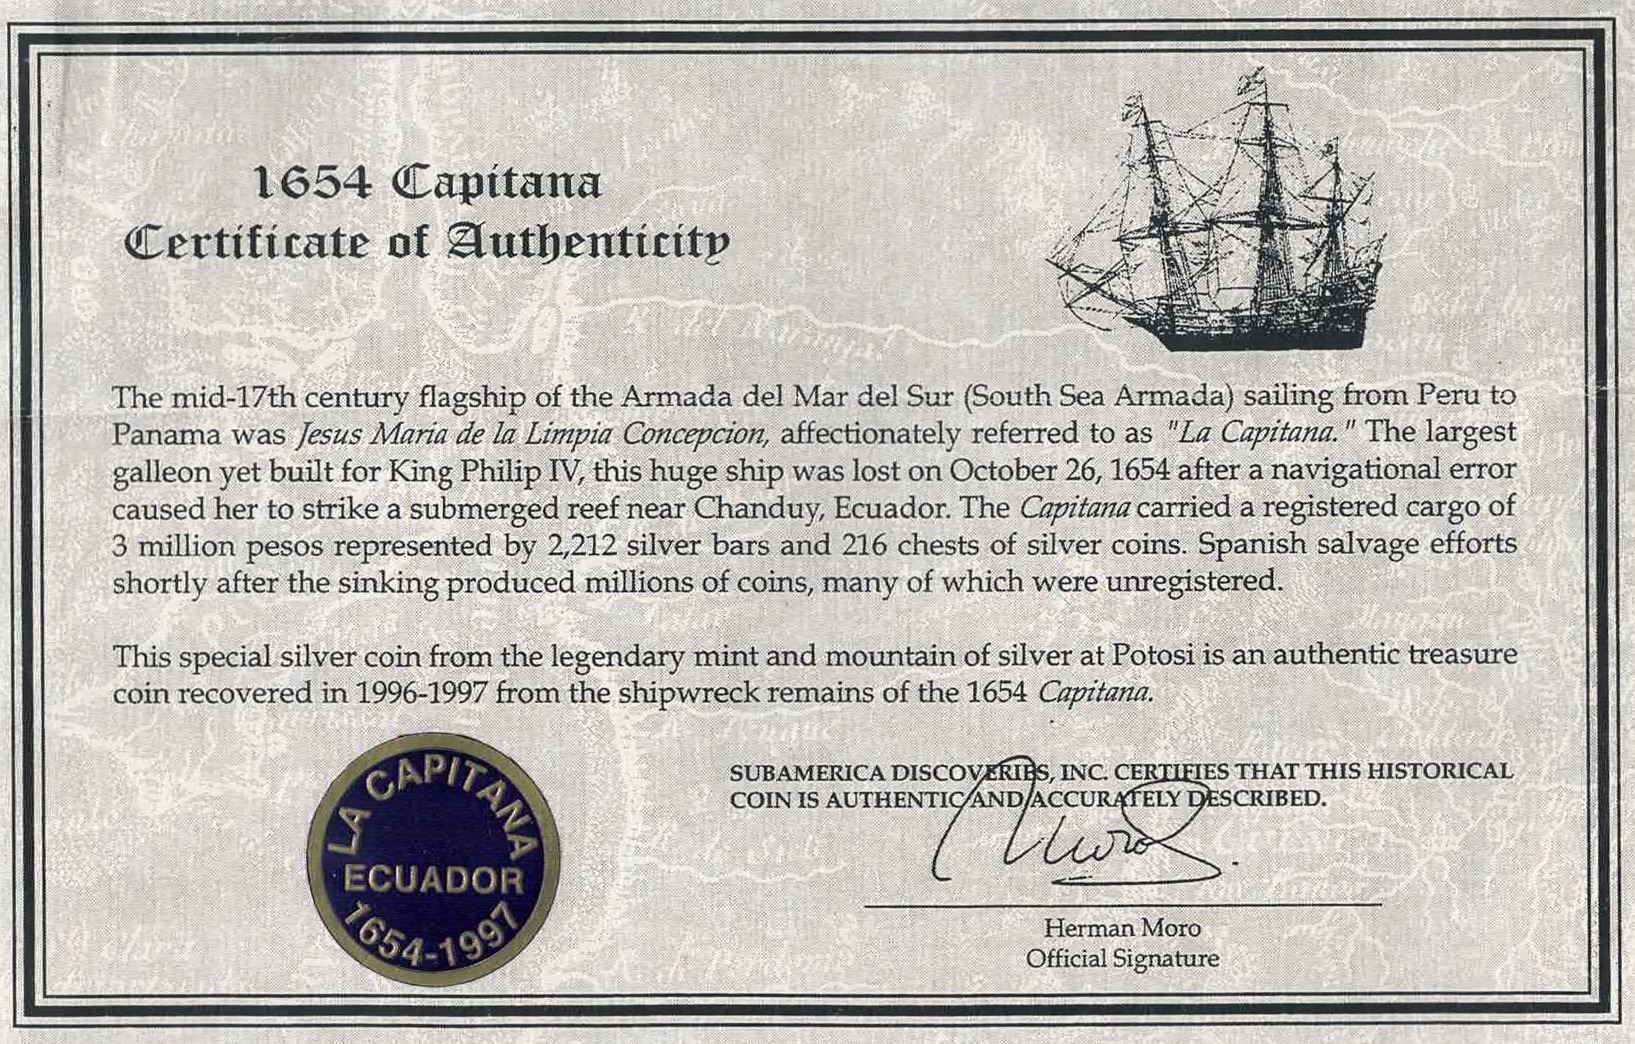 1654 Capitana
Certificate of Authenticity
The mid-17th century flagship of the Armada del Mar del Sur (South Sea Armada) sailing from Peru to
Panama was Jesus Maria de la Limpia Concepcion, affectionately referred to as "La Capitana." The largest
galleon yet built for King Philip IV, this huge ship was lost on October 26, 1654 after a navigational error
caused her to strike a submerged reef near Chanduy, Ecuador. The Capitana carried a registered cargo of
3 million pesos represented by 2,212 silver bars and 216 chests of silver coins. Spanish salvage efforts
shortly after the sinking produced millions of coins, many of which were unregistered.
This special silver coin from the legendary mint and mountain of silver at Potosi is an authentic treasure
coin recovered in 1996-1997 from the shipwreck remains of the 1654 Capitana.
LA CAPITANA
ECUADOR
1654-1997
SUBAMERICA DISCOVERIES, INC. CERTIFIES THAT THIS HISTORICAL
COIN IS AUTHENTIC AND ACCURATELY DESCRIBED.
Herman Moro
Official Signature